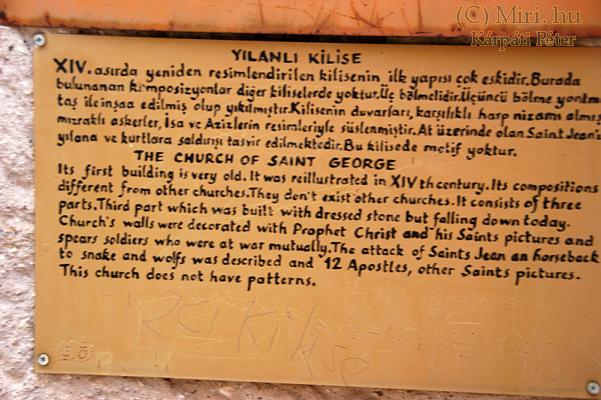 (C) Miri.hu
Kárpáti Péter
YILANLI KİLİSE
XIV. asırda yeniden resimlendirilen kilisenin ilk yapısı çok eskidir. Burada
bulunanan kompozisyonlar diğer kiliselerde yoktur. Üç bölmelidir. Üçüncü bölme yontma
taş ile inşaa edilmiş olup yıkılmıştır. Kilisenin duvarları, karşılıklı harp nizamı almış
mızraklı askerler, İsa ve Azizlerin resimleriyle süslenmiştir. At üzerinde olan Saint Jean'ın
yılana ve kurtlara saldırısı tasvir edilmektedir. Bu kilisede motif yoktur.
THE CHURCH OF SAINT GEORGE
Its first building is very old. It was reillustrated in XIV th century. Its compositions
different from other churches. They don't exist other churches. It consists of three
parts. Third part which was built with dressed stone but falling down today.
Church's walls were decorated with Prophet Christ and his Saints pictures and
spears soldiers who were at war mutually. The attack of Saints Jean an horseback
to snake and wolfs was described and 12 Apostles, other Saints pictures.
This church does not have patterns.